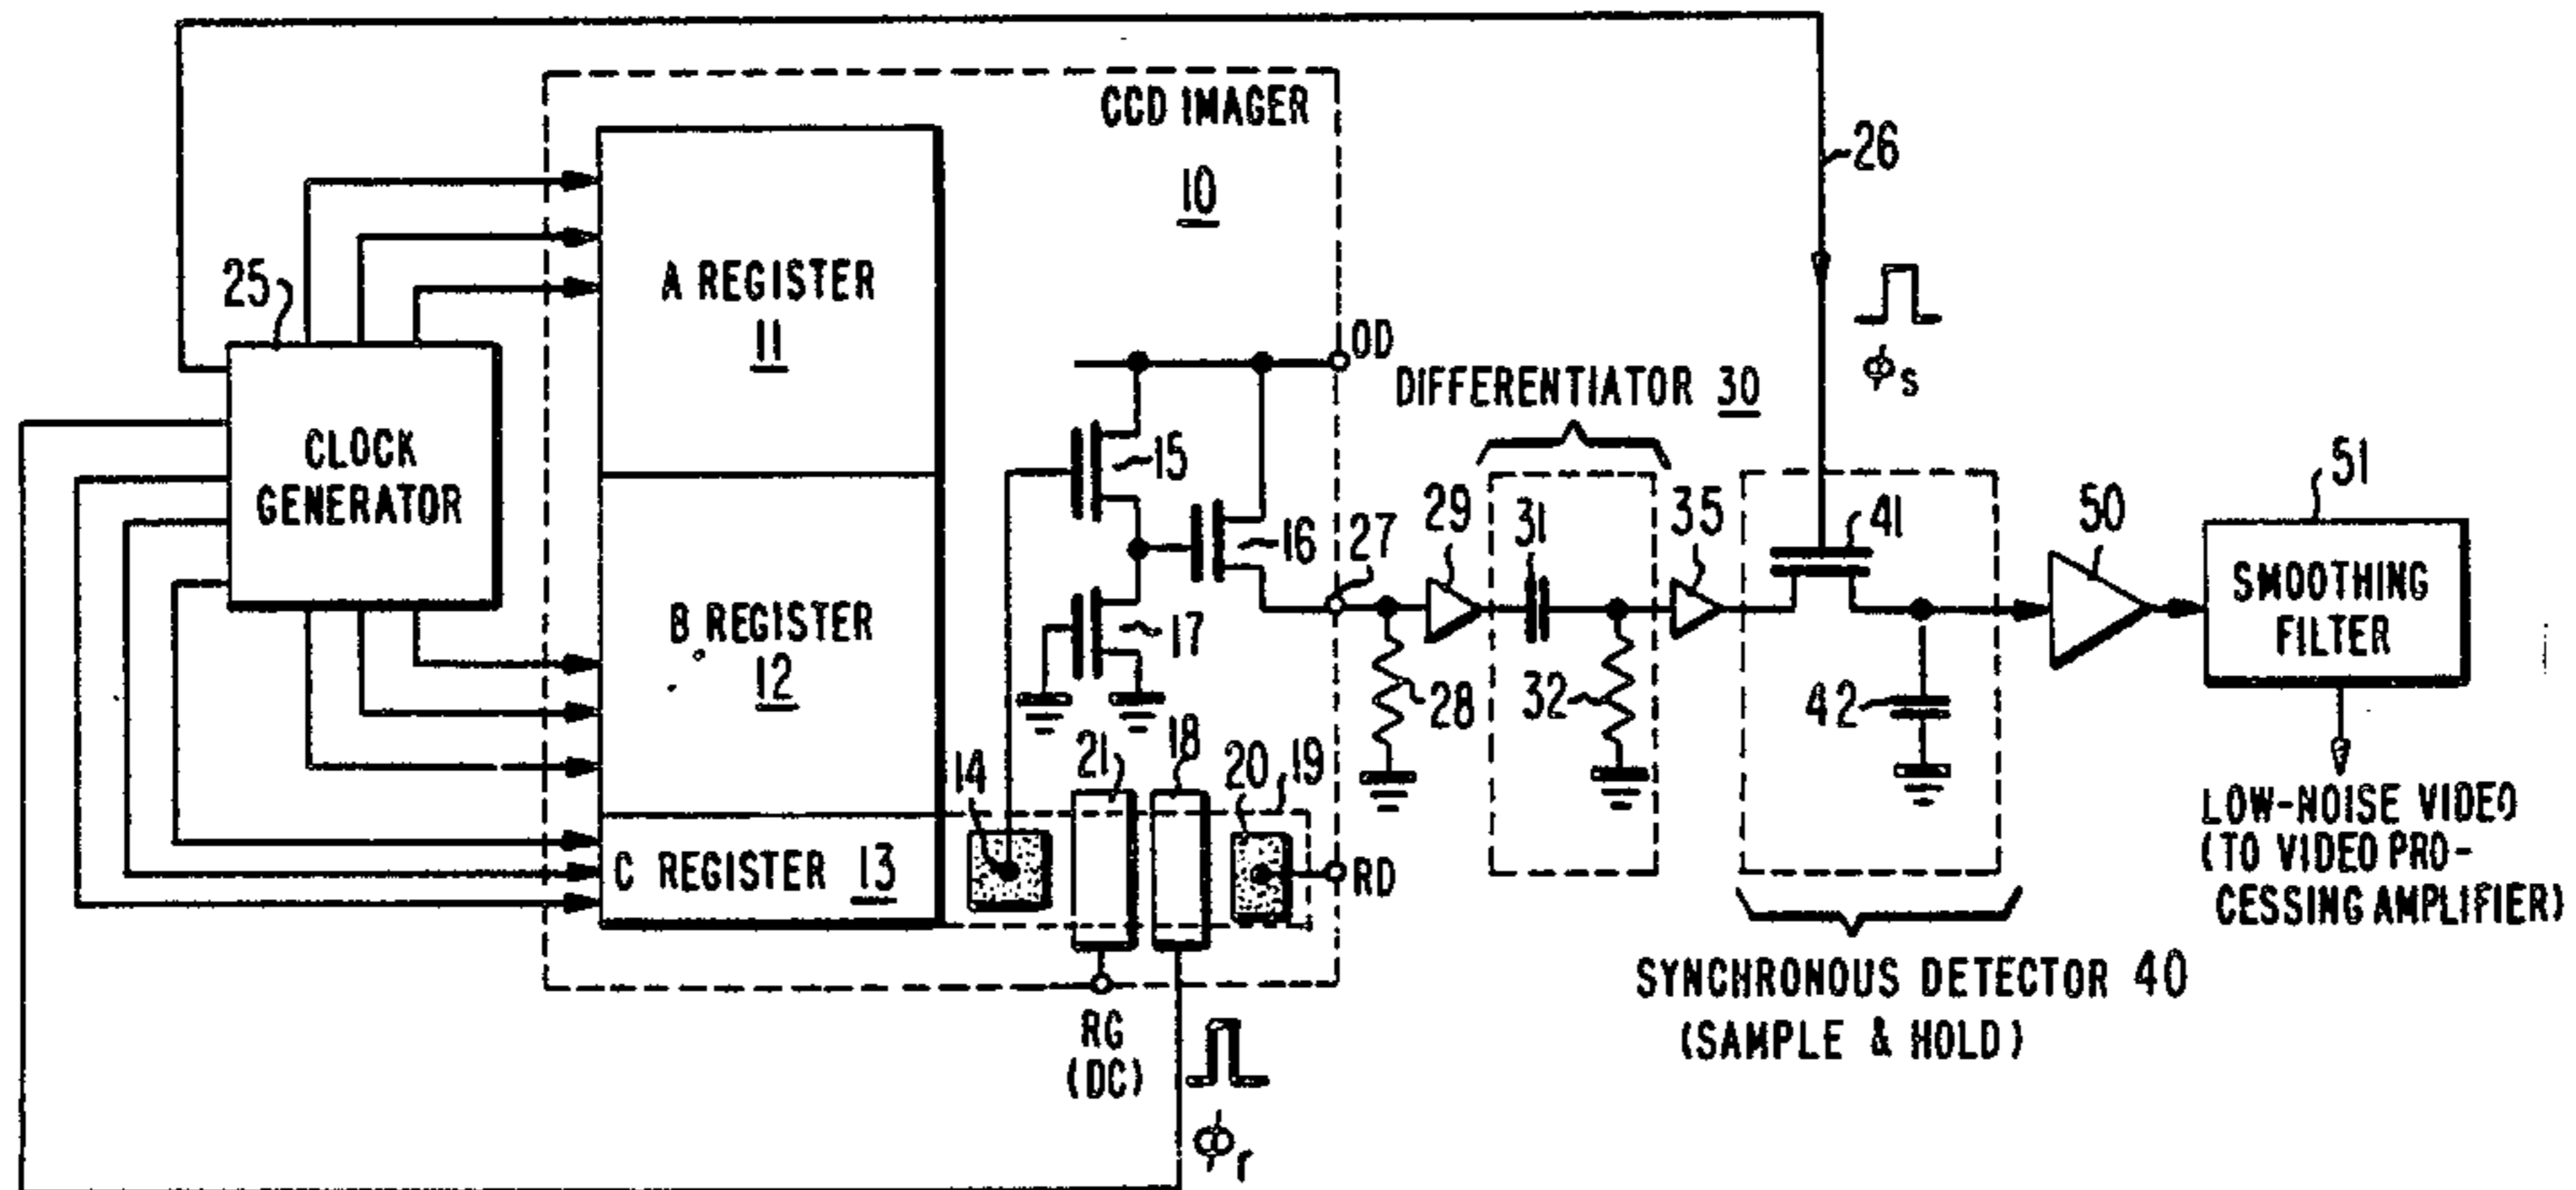 CCD IMAGER
10
26
25
A REGISTER
11
OD
ϕs
DIFFERENTIATOR 30
CLOCK
GENERATOR
15
16
27
29
31
35
41
50
51
SMOOTHING
FILTER
B REGISTER
12
17
28
32
42
14
21
18
20
19
C REGISTER 13
RD
LOW-NOISE VIDEO
(TO VIDEO PRO-
CESSING AMPLIFIER)
SYNCHRONOUS DETECTOR 40
(SAMPLE & HOLD)
RG
(DC)
ϕr